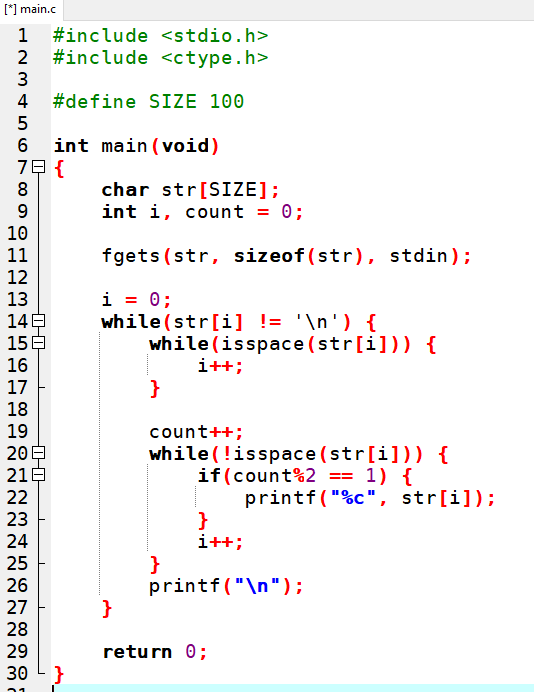 [*] main.c
1 #include <stdio.h>
2 #include <ctype.h>
3
4 #define SIZE 100
5
6 int main(void)
7 {
8     char str[SIZE];
9     int i, count = 0;
10
11     fgets(str, sizeof(str), stdin);
12
13     i = 0;
14     while(str[i] != '\n') {
15         while(isspace(str[i])) {
16             i++;
17         }
18
19         count++;
20         while(!isspace(str[i])) {
21             if(count%2 == 1) {
22                 printf("%c", str[i]);
23             }
24             i++;
25         }
26         printf("\n");
27     }
28
29     return 0;
30 }
31